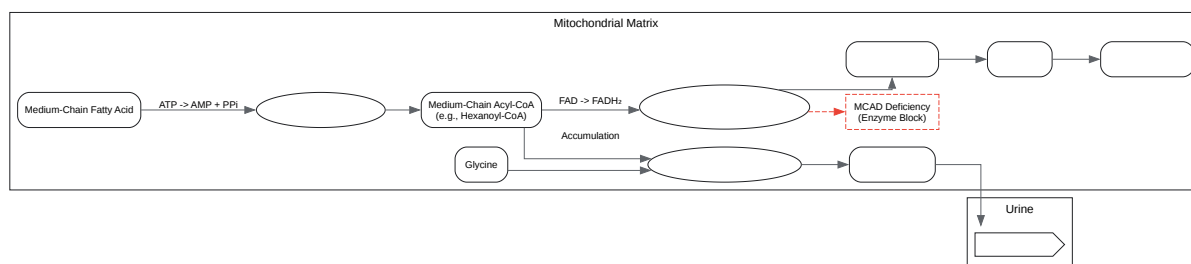 Mitochondrial Matrix
Medium-Chain Fatty Acid
ATP -> AMP + PPi
Medium-Chain Acyl-CoA
(e.g., Hexanoyl-CoA)
FAD -> FADH₂
MCAD Deficiency
(Enzyme Block)
Accumulation
Glycine
Urine